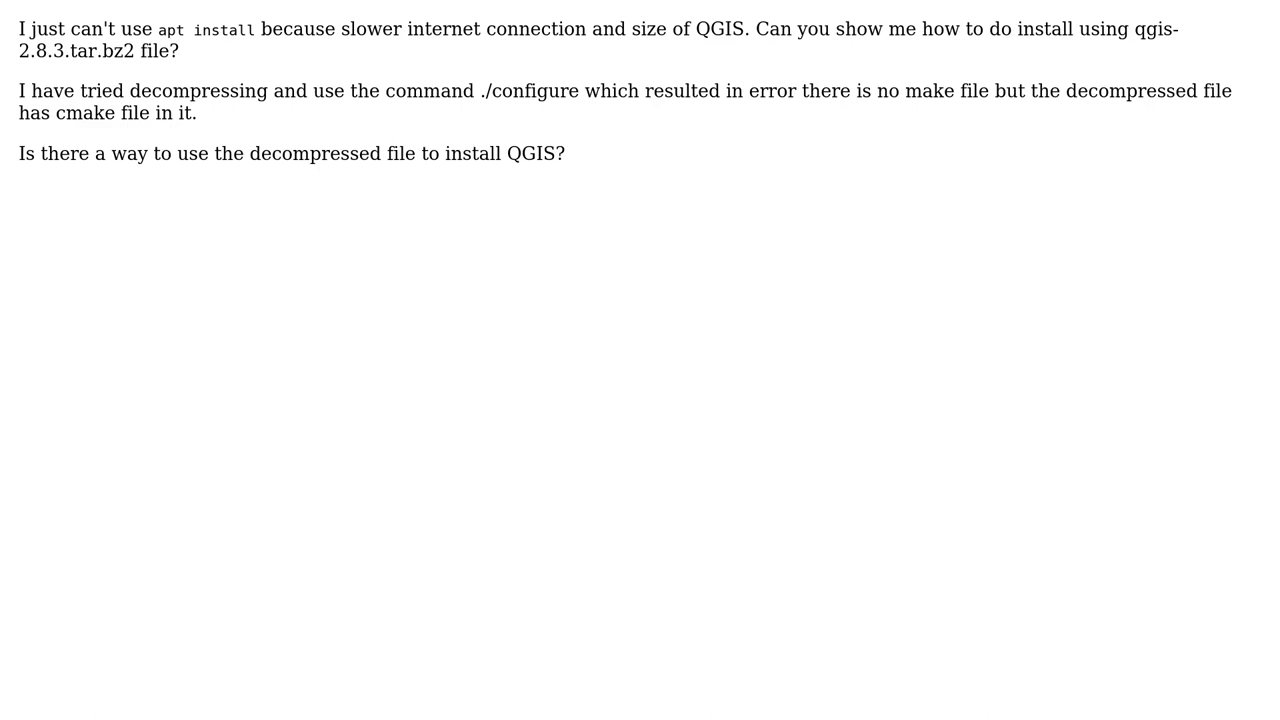 I just can't use apt install because slower internet connection and size of QGIS. Can you show me how to do install using qgis-
2.8.3.tar.bz2 file?
I have tried decompressing and use the command ./configure which resulted in error there is no make file but the decompressed file
has cmake file in it.
Is there a way to use the decompressed file to install QGIS?